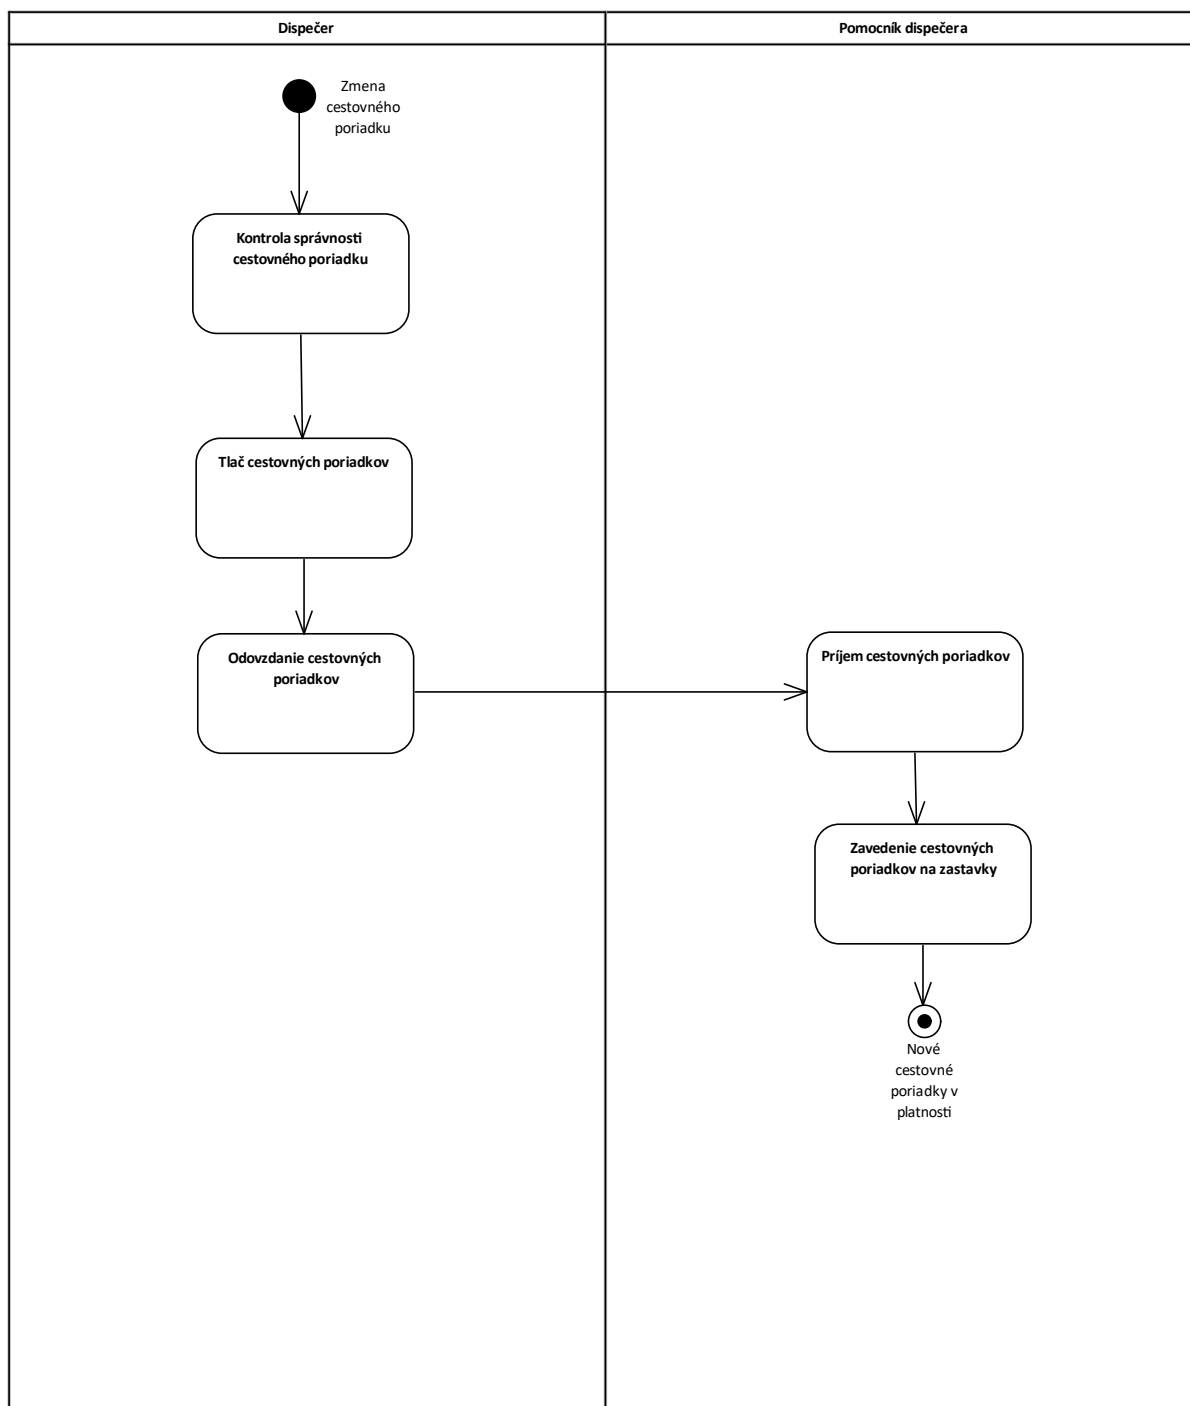 Dispečer
Pomocník dispečera
Zmena
cestovného
poriadku
Kontrola správnosti
cestovného poriadku
Tlač cestovných poriadkov
Odovzdanie cestovných
poriadkov
Príjem cestovných poriadkov
Zavedenie cestovných
poriadkov na zastavky
Nové
cestovné
poriadky v
platnosti